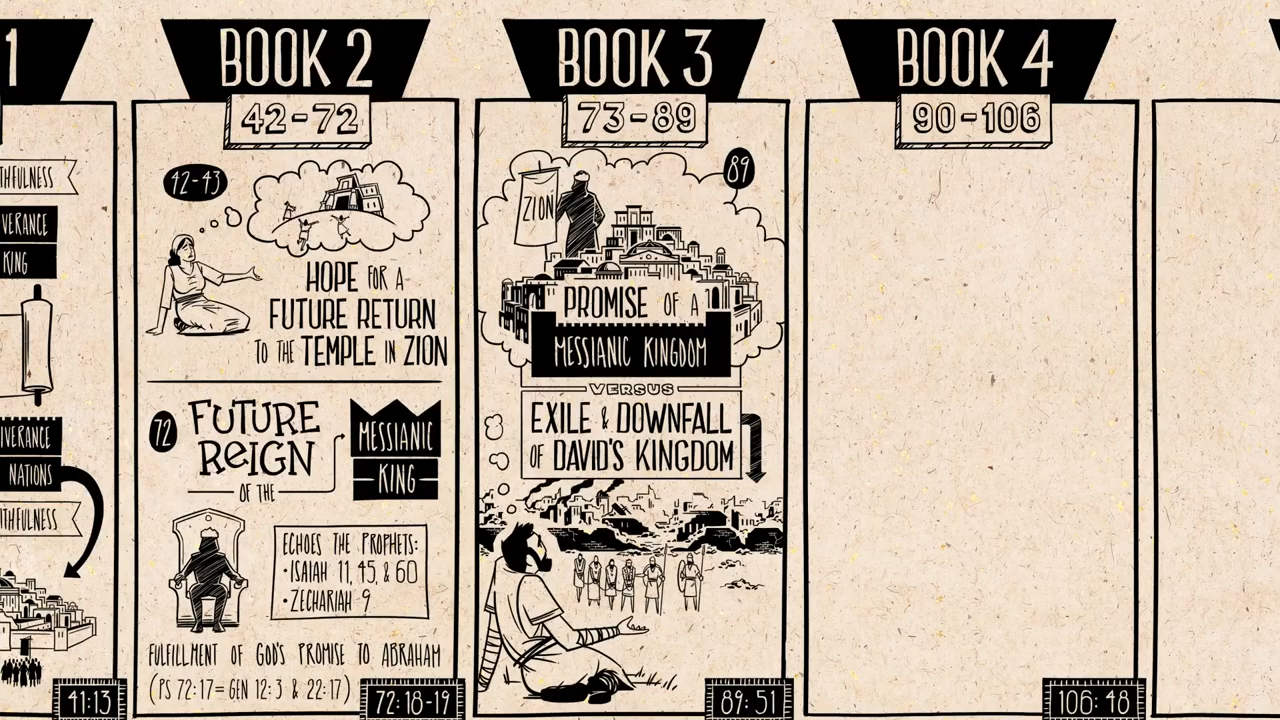 1
THFULNESS
VERANCE
KING
IVERANCE
NATIONS
ITHFULNESS
41:13
BOOK 2
42-72
42-43
HOPE FOR A
FUTURE RETURN
TO THE TEMPLE IN ZION
72
FUTURE
REIGN
OF THE
MESSIANIC
KING
ECHOES THE PROPHETS:
• ISAIAH 11, 45, & 60
• ZECHARIAH 9
FULFILLMENT OF GOD'S PROMISE TO ABRAHAM
(PS 72:17 = GEN 12:3 & 22:17)
72:18-19
BOOK 3
73-89
89
ZION
PROMISE OF A
MESSIANIC KINGDOM
VERSUS
EXILE & DOWNFALL
OF DAVID'S KINGDOM
89:51
BOOK 4
90-106
106:48